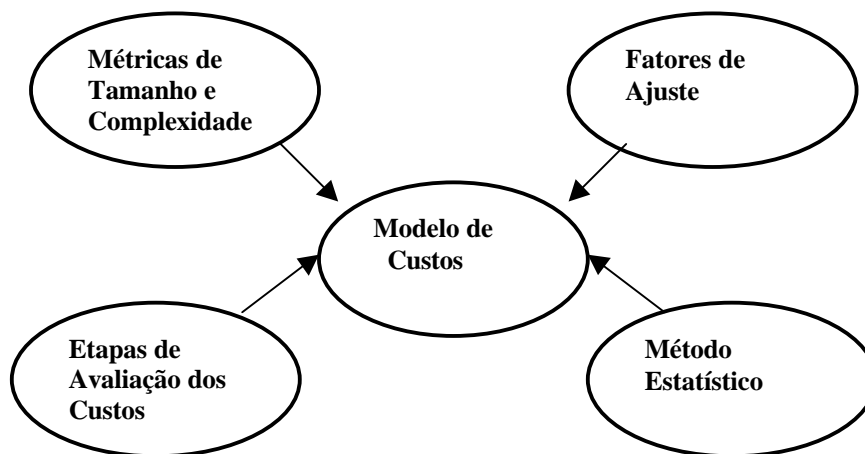 Métricas de
Tamanho e
Complexidade
Fatores de
Ajuste
Modelo de
Custos
Etapas de
Avaliação dos
Custos
Método
Estatístico